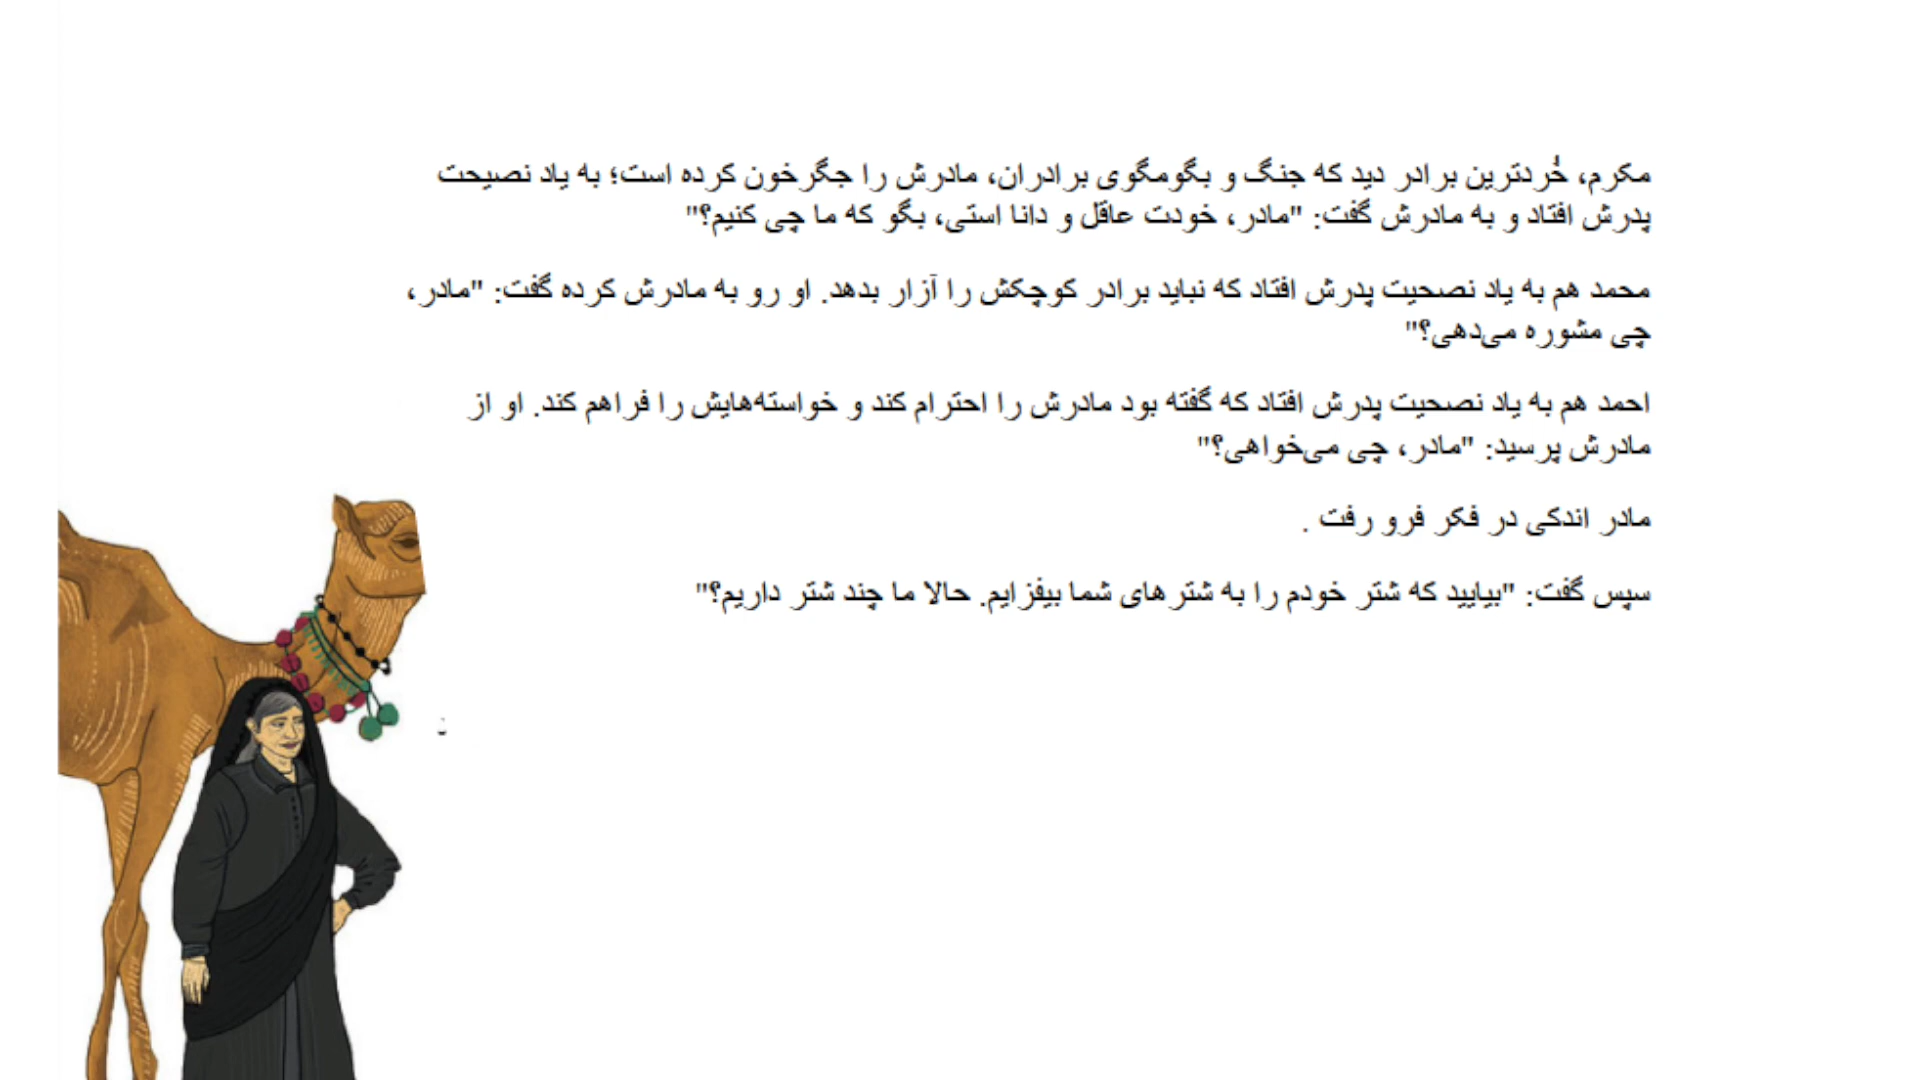 مکرم، خُردترین برادر دید که جنگ و بگومگوی برادران، مادرش را جگرخون کرده است؛ به یاد نصیحت
پدرش افتاد و به مادرش گفت: "مادر، خودت عاقل و دانا استی، بگو که ما چی کنیم؟"
محمد هم به یاد نصحیت پدرش افتاد که نباید برادر کوچکش را آزار بدهد. او رو به مادرش کرده گفت: "مادر،
چی مشوره می‌دهی؟"
احمد هم به یاد نصحیت پدرش افتاد که گفته بود مادرش را احترام کند و خواسته‌هایش را فراهم کند. او از
مادرش پرسید: "مادر، چی می‌خواهی؟"
مادر اندکی در فکر فرو رفت .
سپس گفت: "بیایید که شتر خودم را به شترهای شما بیفزایم. حالا ما چند شتر داریم؟"